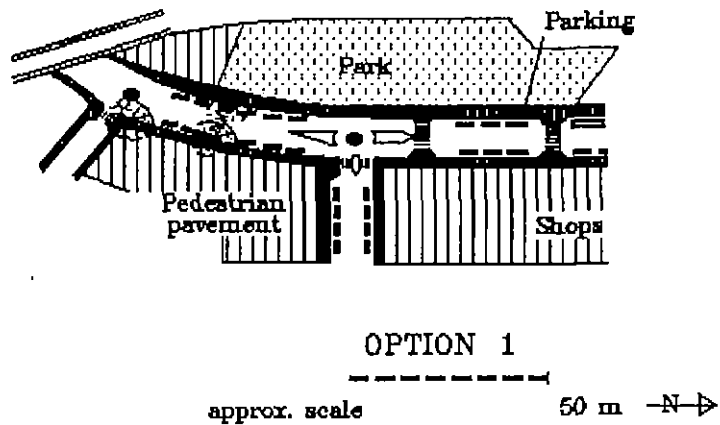 Parking
Park
Pedestrian
pavement
Shops
OPTION 1
approx. scale 50 m N